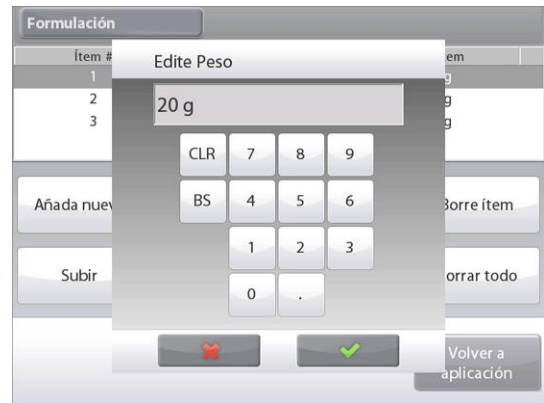 Formulación
Ítem #
em
Edite Peso
1
g
2
g
3
g
20 g
CLR 7 8 9
BS 4 5 6
1 2 3
0 .
Añada nuev
Borre ítem
Subir
orrar todo
Volver a
aplicación